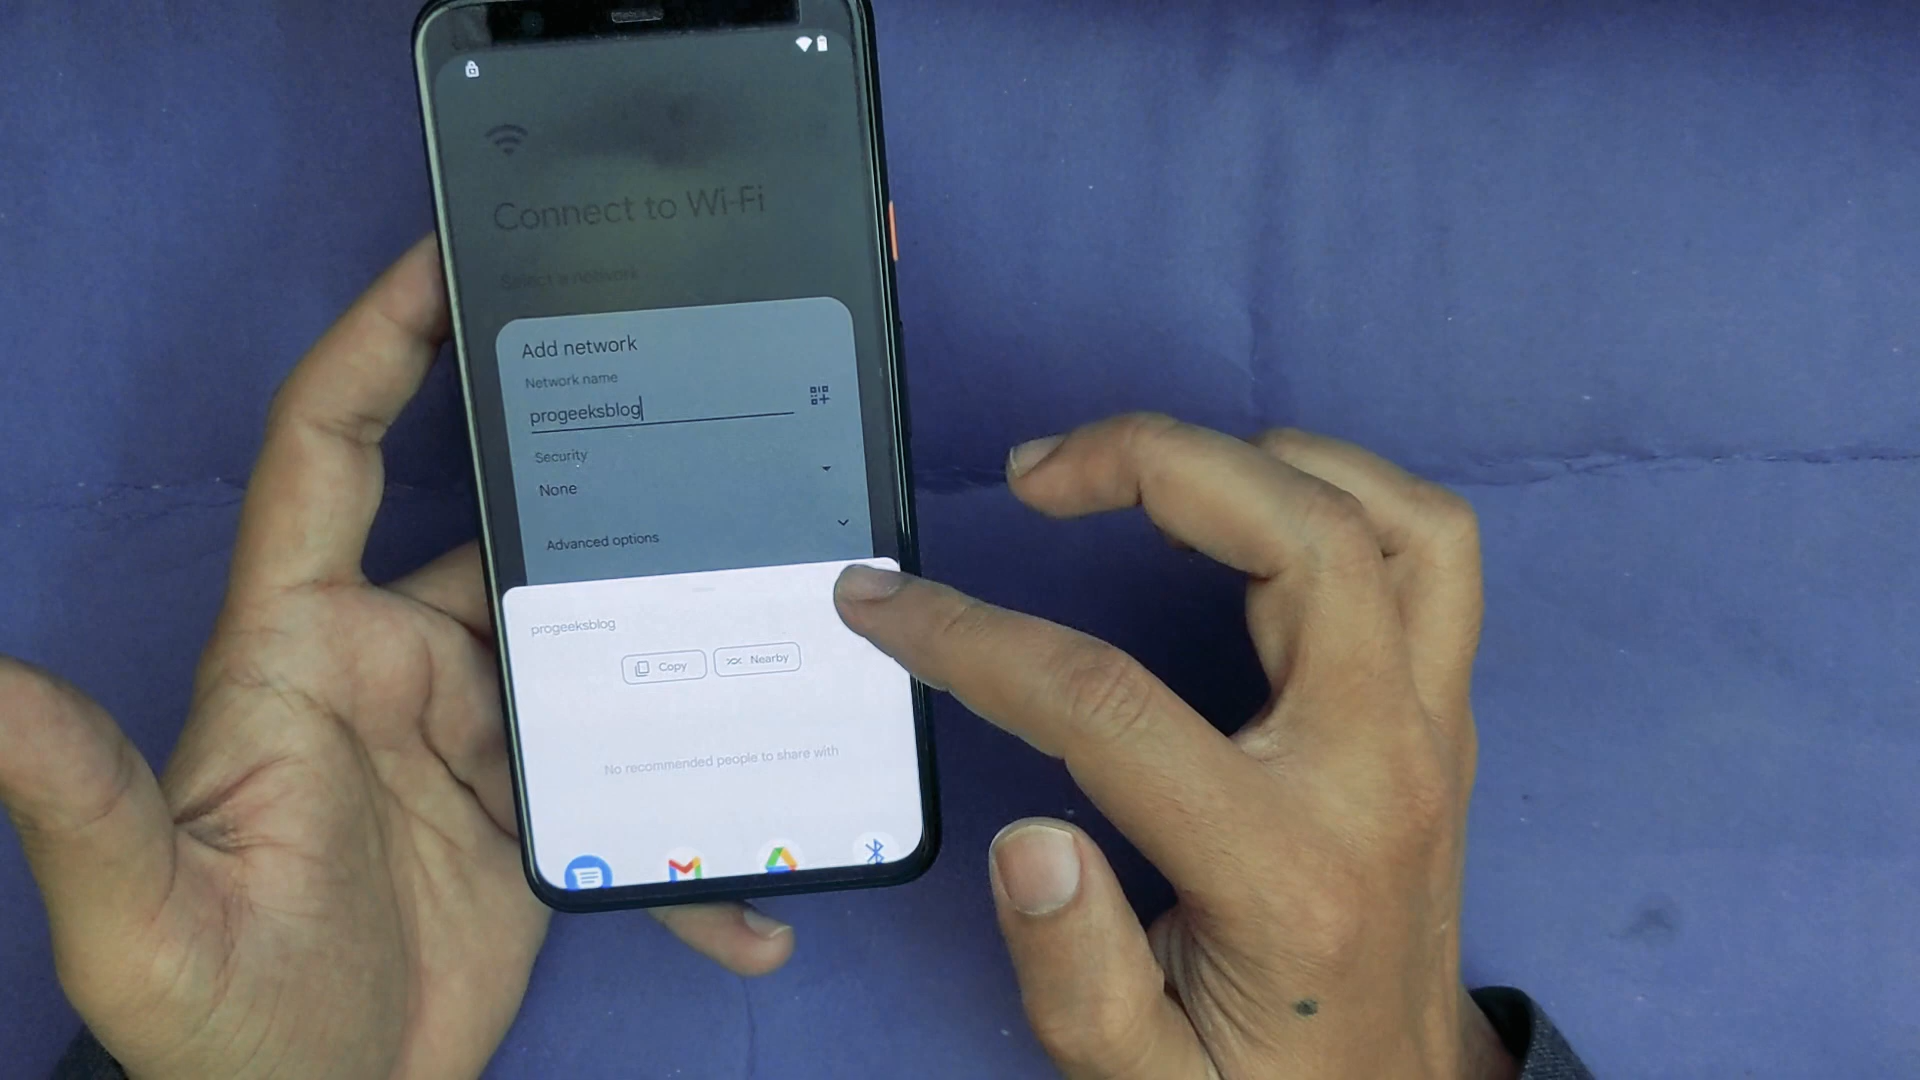 Connect to Wi-Fi
Select a network
Add network
Network name
progeeksblog
Security
None
Advanced options
progeeksblog
Copy
Nearby
No recommended people to share with